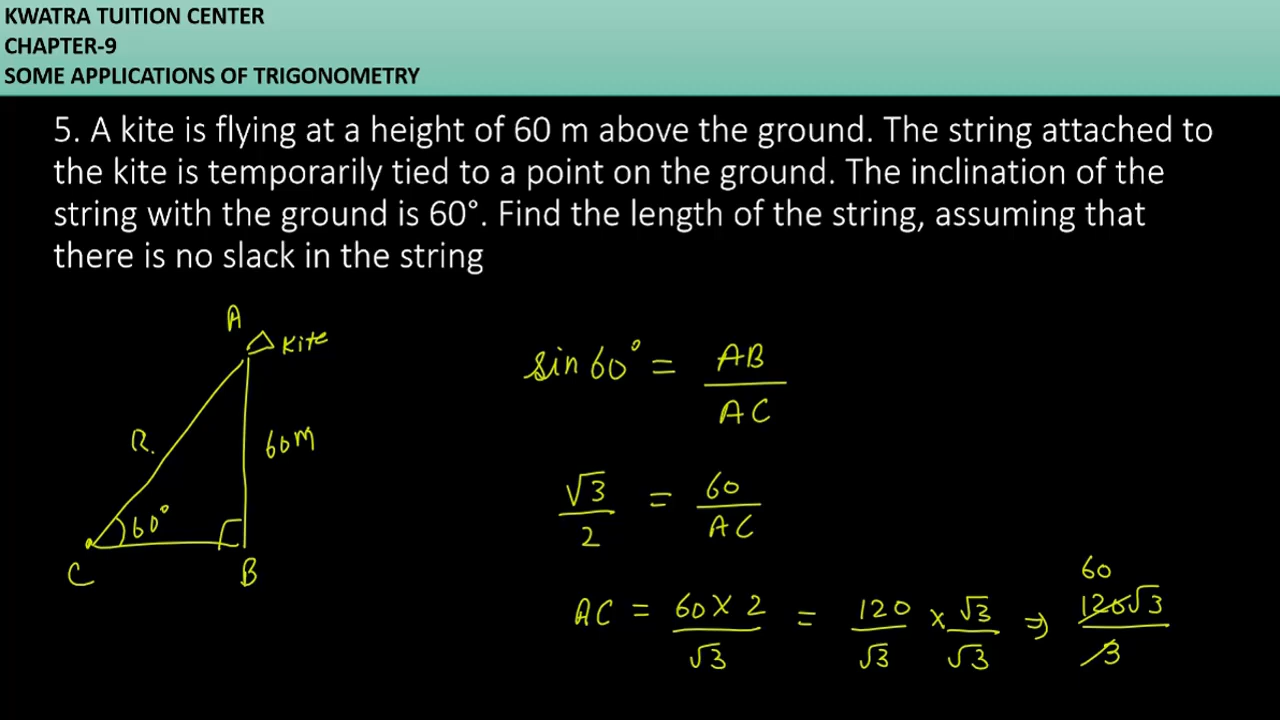 KWATRA TUITION CENTER
CHAPTER-9
SOME APPLICATIONS OF TRIGONOMETRY
5. A kite is flying at a height of 60 m above the ground. The string attached to
the kite is temporarily tied to a point on the ground. The inclination of the
string with the ground is 60°. Find the length of the string, assuming that
there is no slack in the string
A
Kite
R.
60m
60°
C
B
sin 60° = AB / AC
√3 / 2 = 60 / AC
AC = 60 × 2 / √3 = 120 / √3 × √3 / √3 ⇒ 120√3 / 3
60